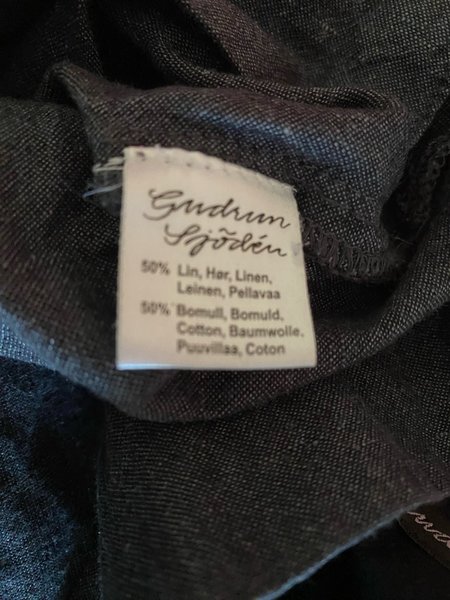 Gudrun
Sjödén
50% Lin, Hør, Linen,
Leinen, Pellavaa
50% Bomull, Bomuld,
Cotton, Baumwolle,
Puuvillaa, Coton